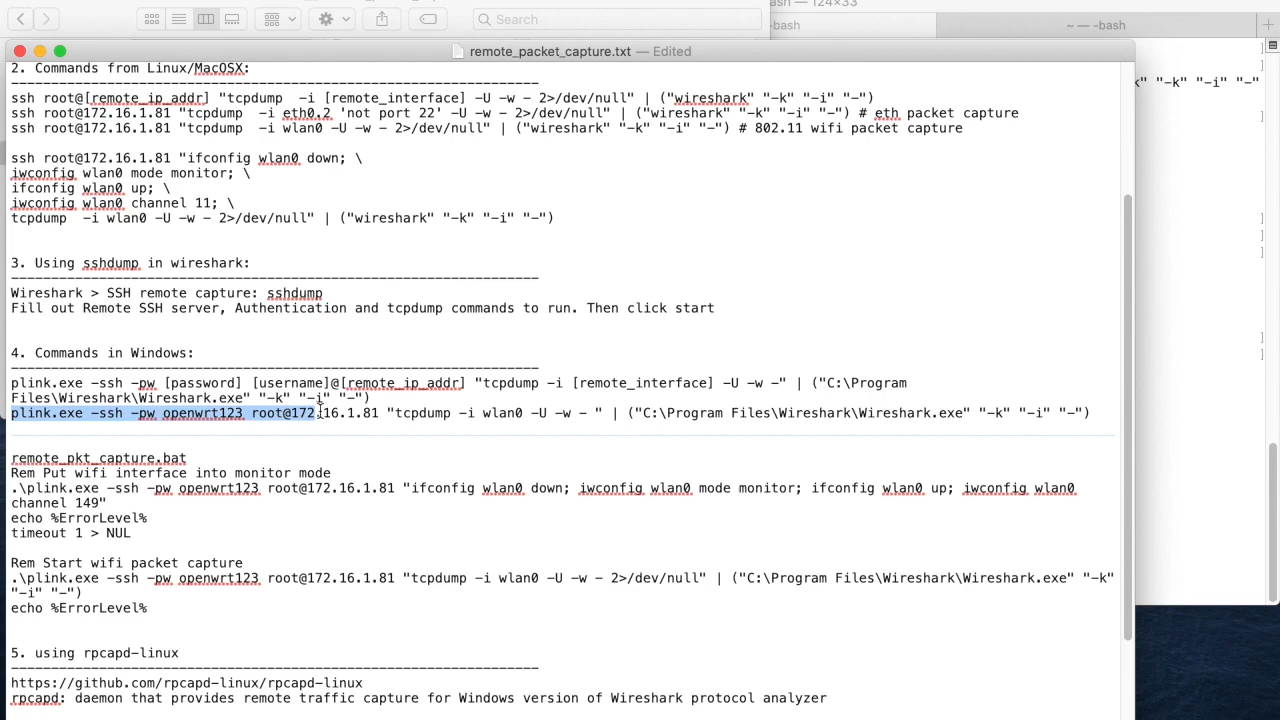 Search
ash — 124×33
-bash
~ — -bash
remote_packet_capture.txt — Edited
k" "-k" "-i" "-"
2. Commands from Linux/MacOSX:
------------------------------------------------------------------
ssh root@[remote_ip_addr] "tcpdump  -i [remote_interface] -U -w - 2>/dev/null" | ("wireshark" "-k" "-i" "-")
ssh root@172.16.1.81 "tcpdump  -i eth0.2 'not port 22' -U -w - 2>/dev/null" | ("wireshark" "-k" "-i" "-") # eth packet capture
ssh root@172.16.1.81 "tcpdump  -i wlan0 -U -w - 2>/dev/null" | ("wireshark" "-k" "-i" "-") # 802.11 wifi packet capture
ssh root@172.16.1.81 "ifconfig wlan0 down; \
iwconfig wlan0 mode monitor; \
ifconfig wlan0 up; \
iwconfig wlan0 channel 11; \
tcpdump  -i wlan0 -U -w - 2>/dev/null" | ("wireshark" "-k" "-i" "-")
3. Using sshdump in wireshark:
------------------------------------------------------------------
Wireshark > SSH remote capture: sshdump
Fill out Remote SSH server, Authentication and tcpdump commands to run. Then click start
4. Commands in Windows:
------------------------------------------------------------------
plink.exe -ssh -pw [password] [username]@[remote_ip_addr] "tcpdump -i [remote_interface] -U -w -" | ("C:\Program
Files\Wireshark\Wireshark.exe" "-k" "-i" "-")
plink.exe -ssh -pw openwrt123 root@172.16.1.81 "tcpdump -i wlan0 -U -w - " | ("C:\Program Files\Wireshark\Wireshark.exe" "-k" "-i" "-")
remote_pkt_capture.bat
Rem Put wifi interface into monitor mode
.\plink.exe -ssh -pw openwrt123 root@172.16.1.81 "ifconfig wlan0 down; iwconfig wlan0 mode monitor; ifconfig wlan0 up; iwconfig wlan0
channel 149"
echo %ErrorLevel%
timeout 1 > NUL
Rem Start wifi packet capture
.\plink.exe -ssh -pw openwrt123 root@172.16.1.81 "tcpdump -i wlan0 -U -w - 2>/dev/null" | ("C:\Program Files\Wireshark\Wireshark.exe" "-k"
"-i" "-")
echo %ErrorLevel%
5. using rpcapd-linux
------------------------------------------------------------------
https://github.com/rpcapd-linux/rpcapd-linux
rpcapd: daemon that provides remote traffic capture for Windows version of Wireshark protocol analyzer